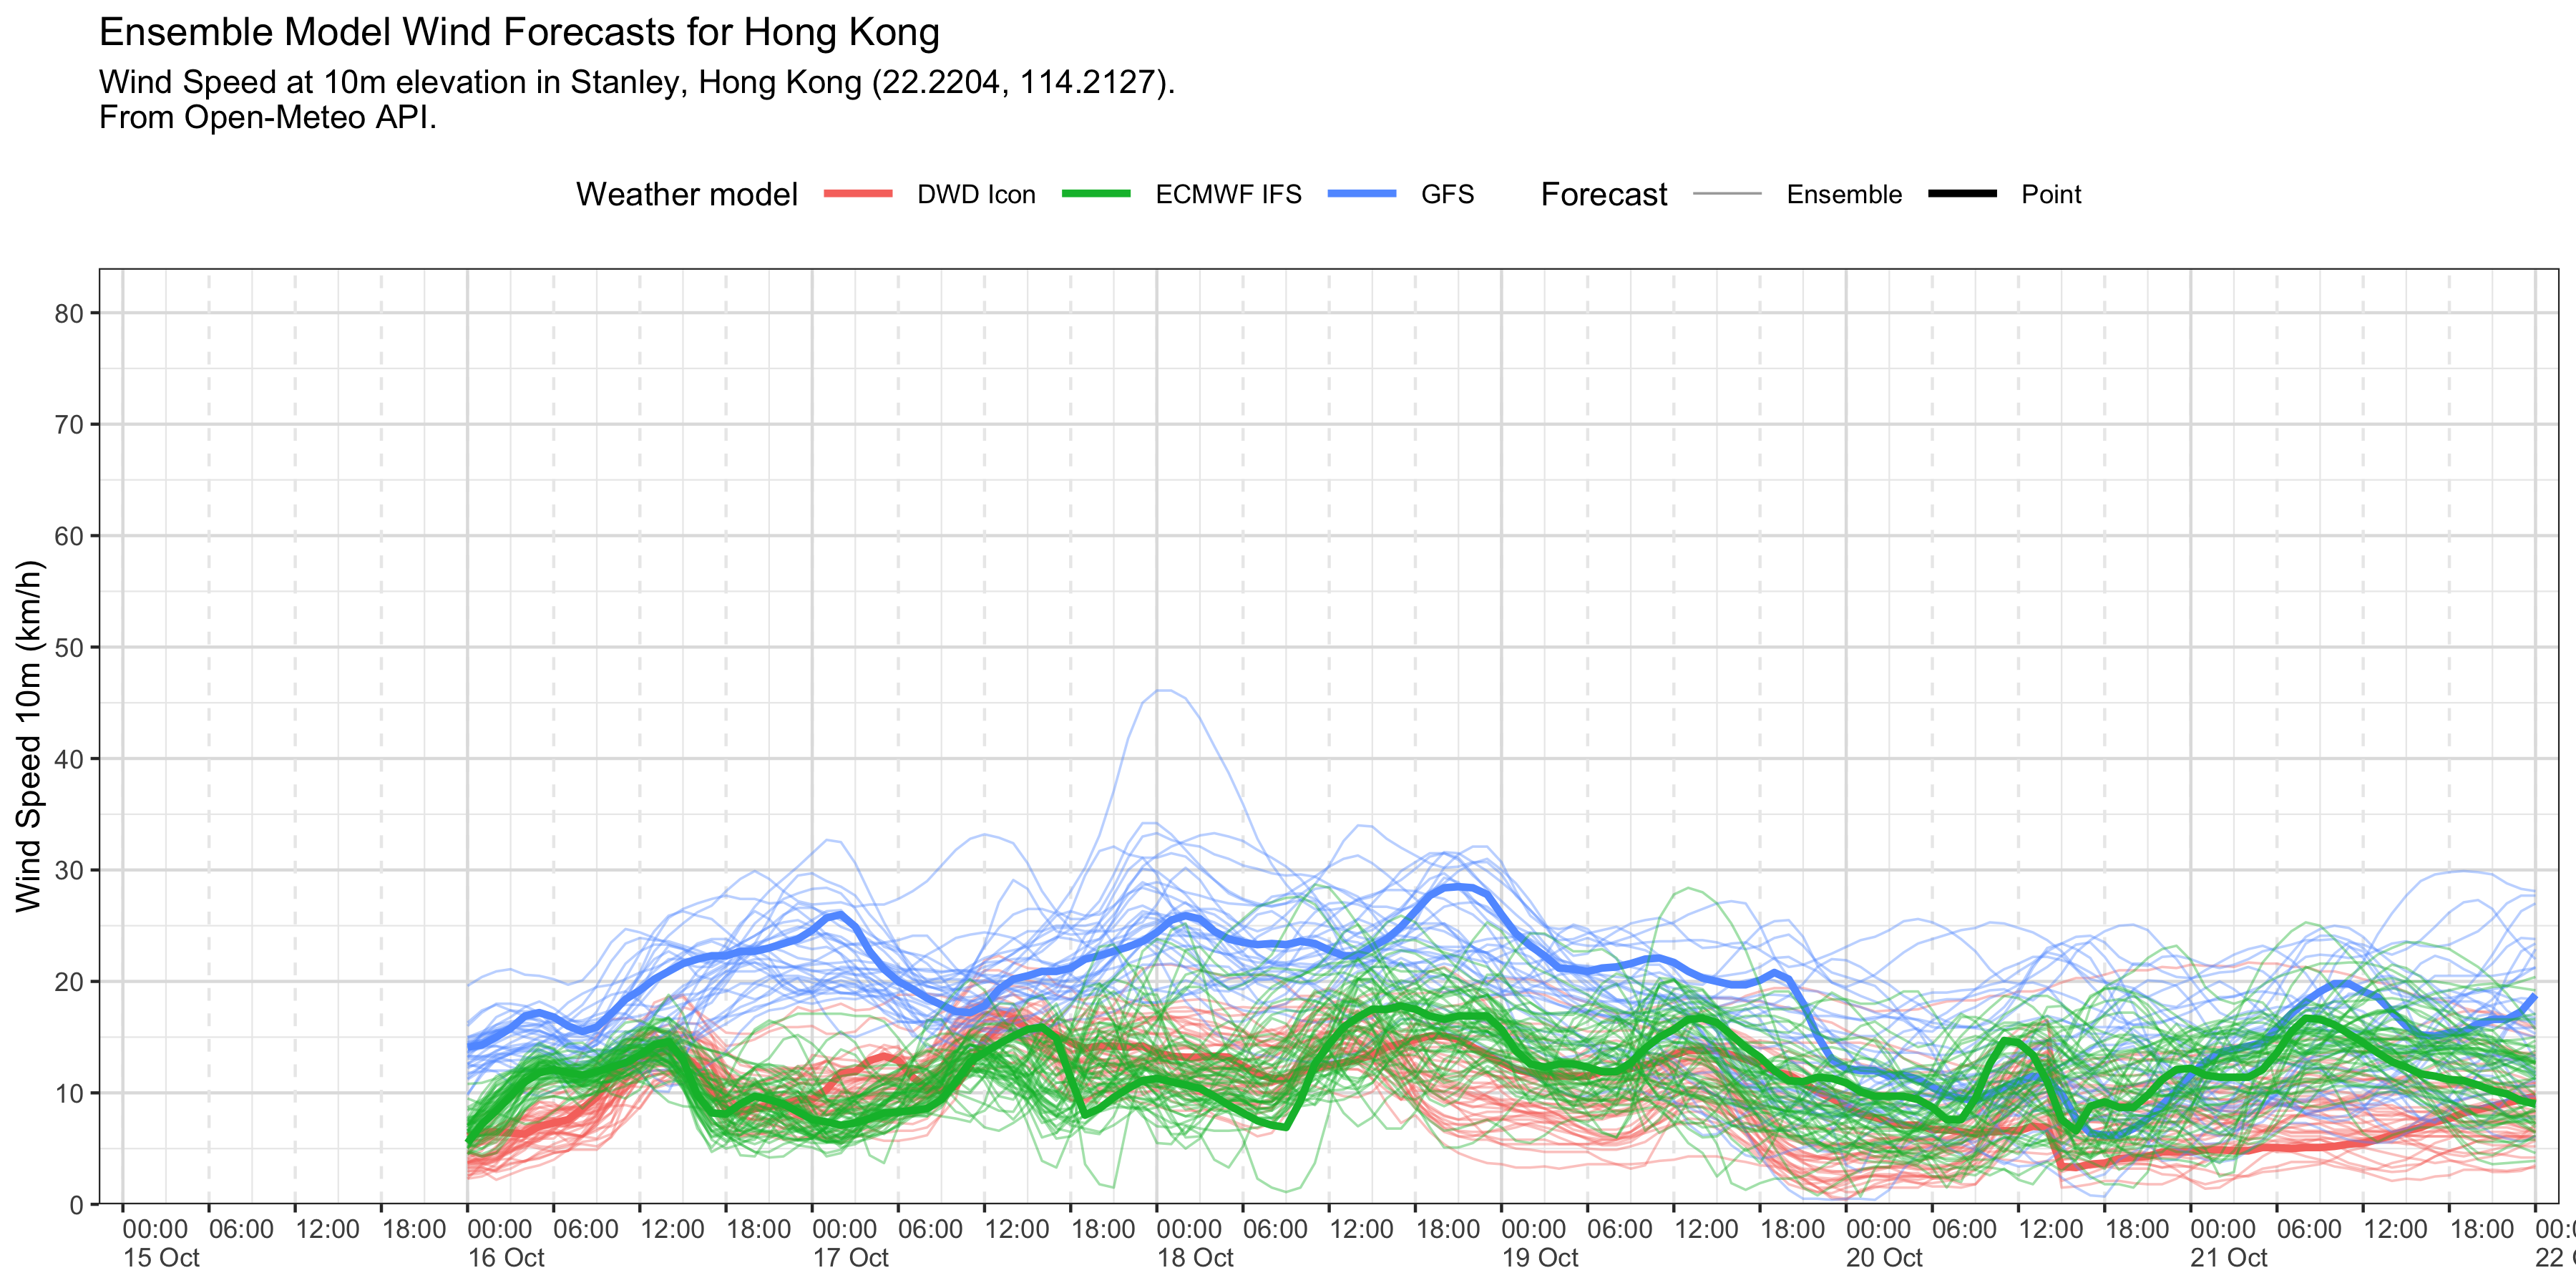 Ensemble Model Wind Forecasts for Hong Kong
Wind Speed at 10m elevation in Stanley, Hong Kong (22.2204, 114.2127).
From Open-Meteo API.
Weather model DWD Icon ECMWF IFS GFS Forecast Ensemble Point
Wind Speed 10m (km/h)
80
70
60
50
40
30
20
10
0
00:00 06:00 12:00 18:00 00:00 06:00 12:00 18:00 00:00 06:00 12:00 18:00 00:00 06:00 12:00 18:00 00:00 06:00 12:00 18:00 00:00 06:00 12:00 18:00 00:00 06:00 12:00 18:00 00:
15 Oct 16 Oct 17 Oct 18 Oct 19 Oct 20 Oct 21 Oct 22